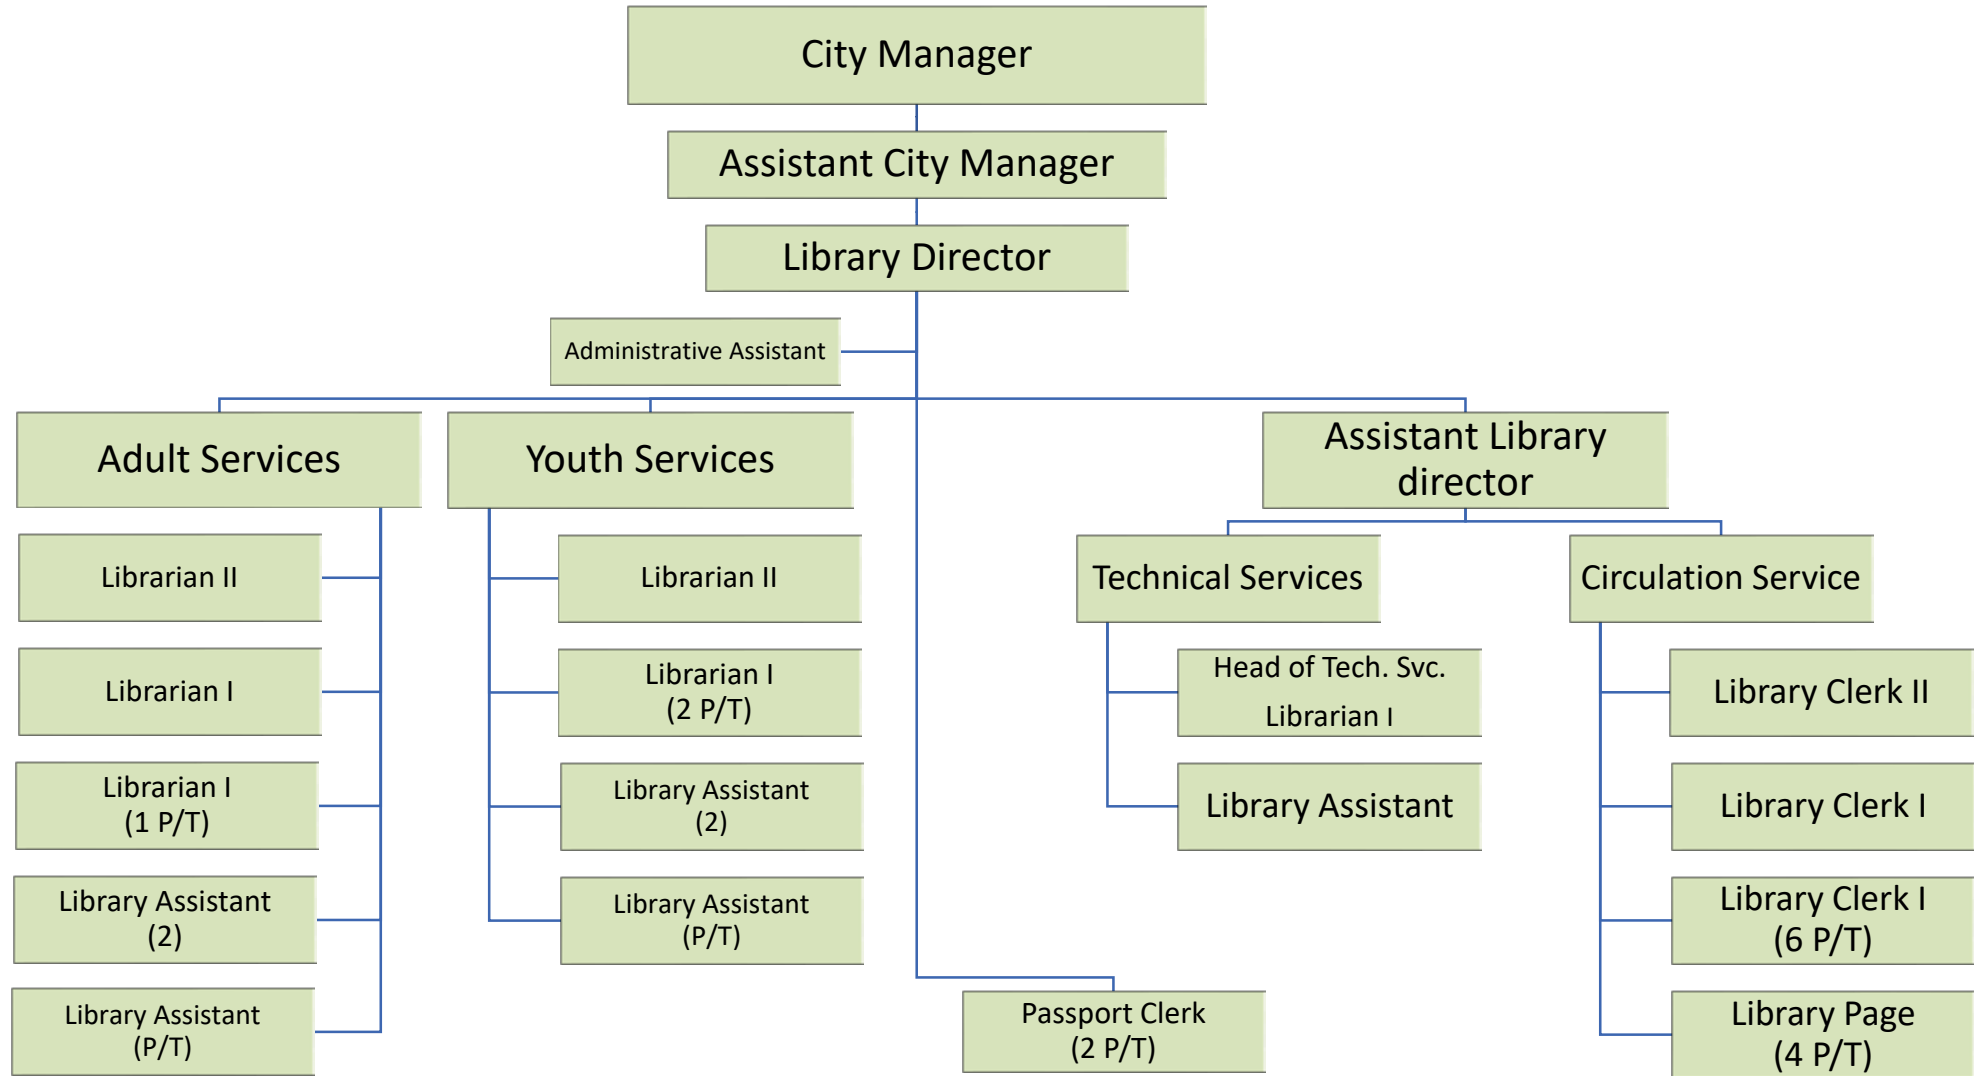 City Manager
Assistant City Manager
Library Director
Administrative Assistant
Adult Services
Librarian II
Librarian I
Librarian I
(1 P/T)
Library Assistant
(2)
Library Assistant
(P/T)
Youth Services
Librarian II
Librarian I
(2 P/T)
Library Assistant
(2)
Library Assistant
(P/T)
Passport Clerk
(2 P/T)
Assistant Library
director
Technical Services
Head of Tech. Svc.
Librarian I
Library Assistant
Circulation Service
Library Clerk II
Library Clerk I
Library Clerk I
(6 P/T)
Library Page
(4 P/T)